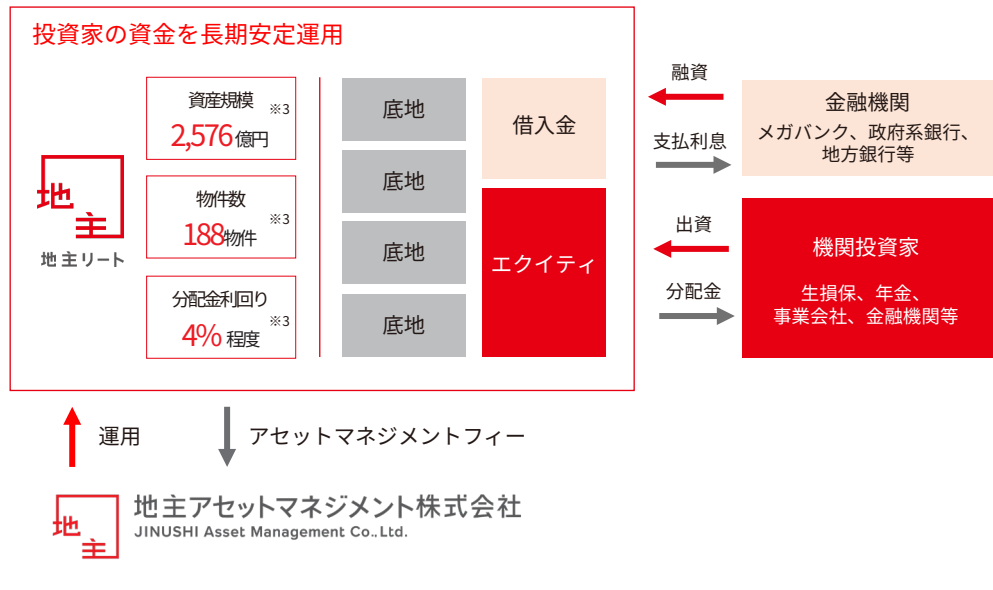 投資家の資金を長期安定運用
地主
地主リート
資産規模 ※3
2,576億円
物件数 ※3
188物件
分配金利回り ※3
4% 程度
底地
底地
底地
底地
借入金
エクイティ
融資
支払利息
金融機関
メガバンク、政府系銀行、
地方銀行等
出資
分配金
機関投資家
生損保、年金、
事業会社、金融機関等
運用
アセットマネジメントフィー
地主
地主アセットマネジメント株式会社
JINUSHI Asset Management Co.,Ltd.